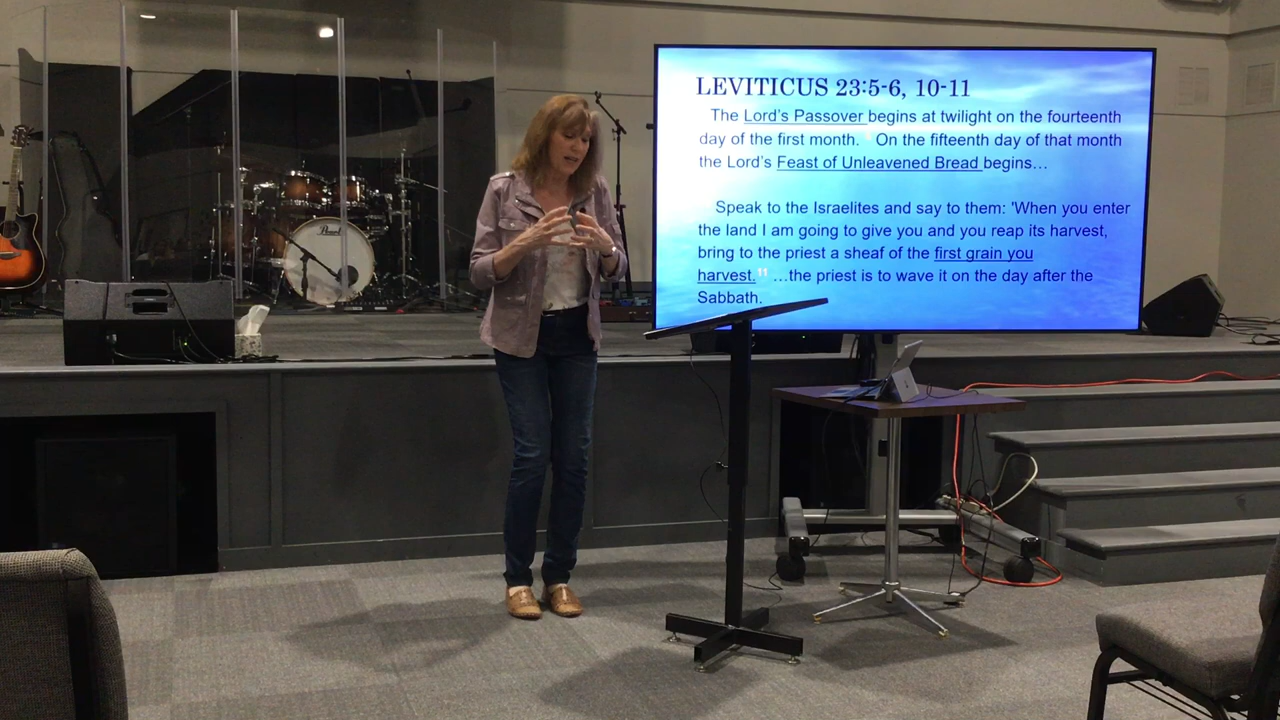 LEVITICUS 23:5-6, 10-11
The Lord's Passover begins at twilight on the fourteenth
day of the first month. On the fifteenth day of that month
the Lord's Feast of Unleavened Bread begins…
Speak to the Israelites and say to them: 'When you enter
the land I am going to give you and you reap its harvest,
bring to the priest a sheaf of the first grain you
harvest.¹¹ …the priest is to wave it on the day after the
Sabbath.
Pearl